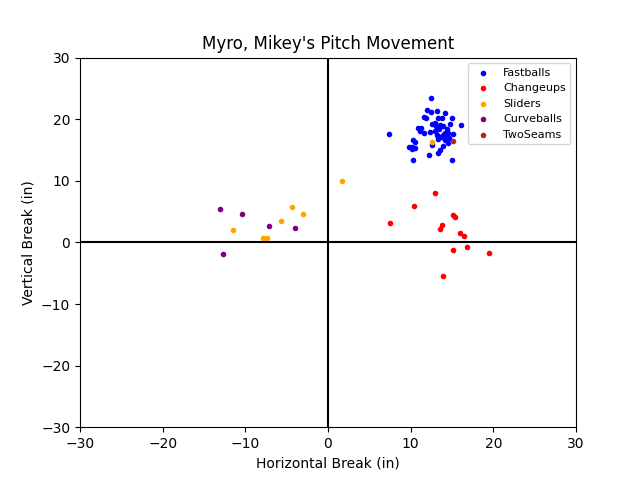 Myro, Mikey's Pitch Movement
30
20
10
0
−10
−20
−30
Vertical Break (in)
Fastballs
Changeups
Sliders
Curveballs
TwoSeams
−30
−20
−10
0
10
20
30
Horizontal Break (in)